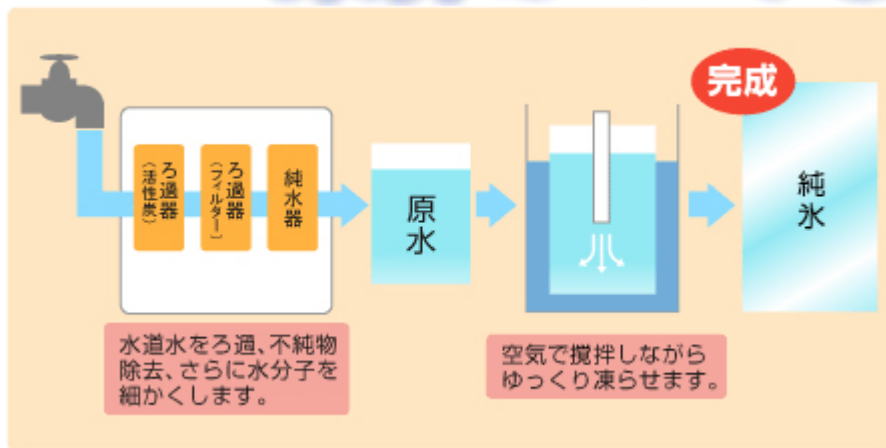 完成
ろ過器
（活性炭）
ろ過器
（フィルター）
純水器
原水
純氷
水道水をろ過、不純物
除去、さらに水分子を
細かくします。
空気で撹拌しながら
ゆっくり凍らせます。